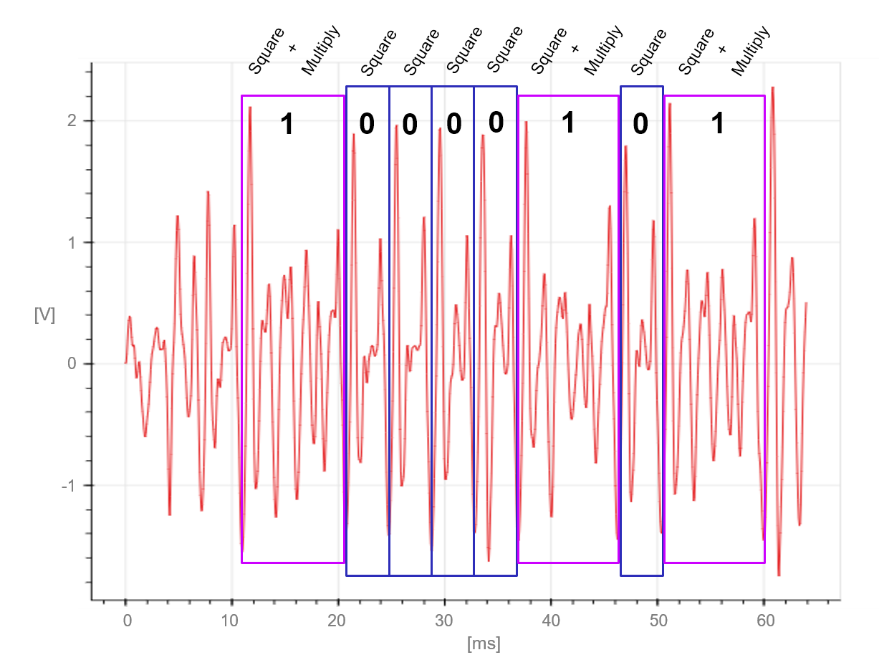 Square + Multiply Square Square Square Square Square + Multiply Square Square + Multiply
1 0 0 0 0 1 0 1
2
1
[V]
0
-1
0 10 20 30 40 50 60
[ms]